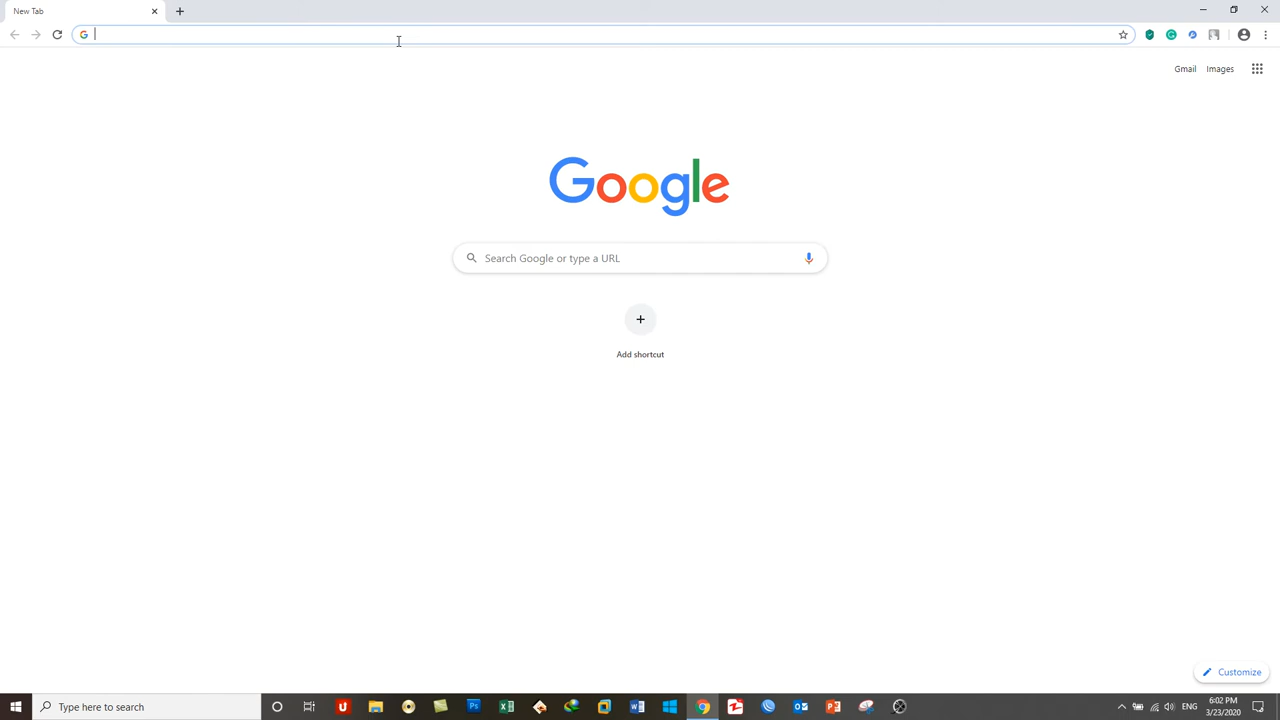 New Tab
Gmail Images
Google
Search Google or type a URL
Add shortcut
Customize
Type here to search
ENG
6:02 PM
3/23/2020